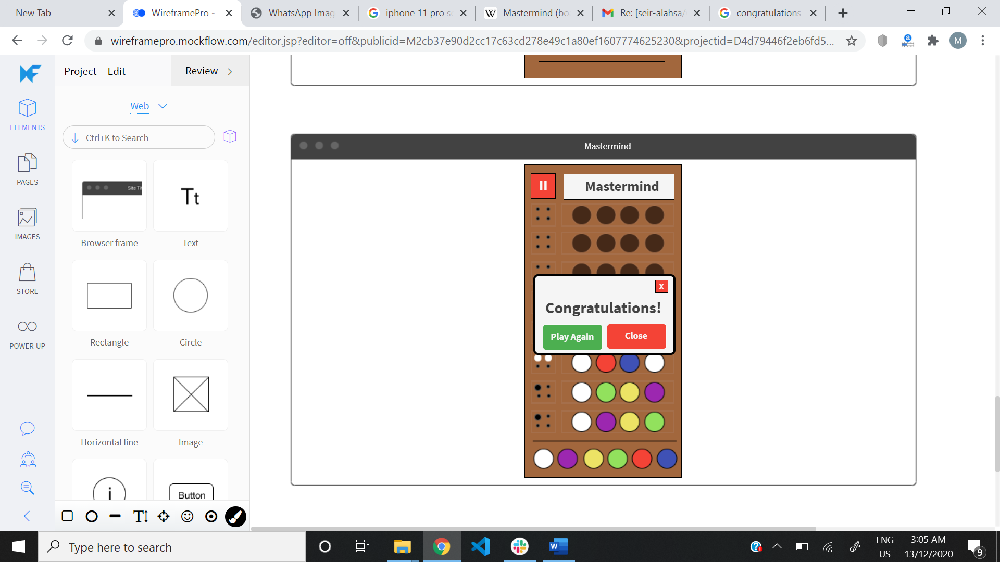 New Tab
WireframePro -
WhatsApp Imag
iphone 11 pro sc
Mastermind (bo
Re: [seir-alahsa/
congratulations
wireframepro.mockflow.com/editor.jsp?editor=off&publicid=M2cb37e90d2cc17c63cd278e49c1a80ef1607774625230&projectid=D4d79446f2eb6fd5...
M
Project
Edit
Review
Web
Ctrl+K to Search
ELEMENTS
PAGES
IMAGES
STORE
POWER-UP
Site Tit
Browser frame
Tt
Text
Rectangle
Circle
Horizontal line
Image
i
Button
Mastermind
Mastermind
x
Congratulations!
Play Again
Close
Type here to search
ENG
US
3:05 AM
13/12/2020
9